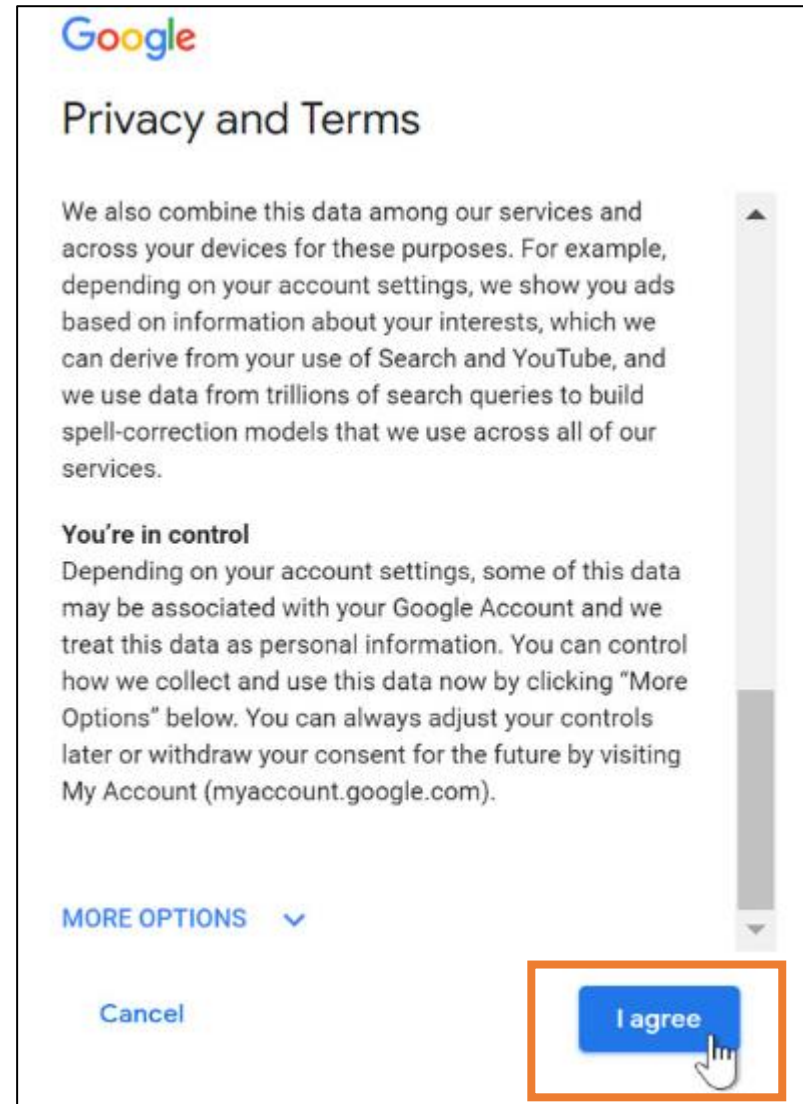 Google
Privacy and Terms
We also combine this data among our services and
across your devices for these purposes. For example,
depending on your account settings, we show you ads
based on information about your interests, which we
can derive from your use of Search and YouTube, and
we use data from trillions of search queries to build
spell-correction models that we use across all of our
services.
You’re in control
Depending on your account settings, some of this data
may be associated with your Google Account and we
treat this data as personal information. You can control
how we collect and use this data now by clicking “More
Options” below. You can always adjust your controls
later or withdraw your consent for the future by visiting
My Account (myaccount.google.com).
MORE OPTIONS
Cancel
I agree